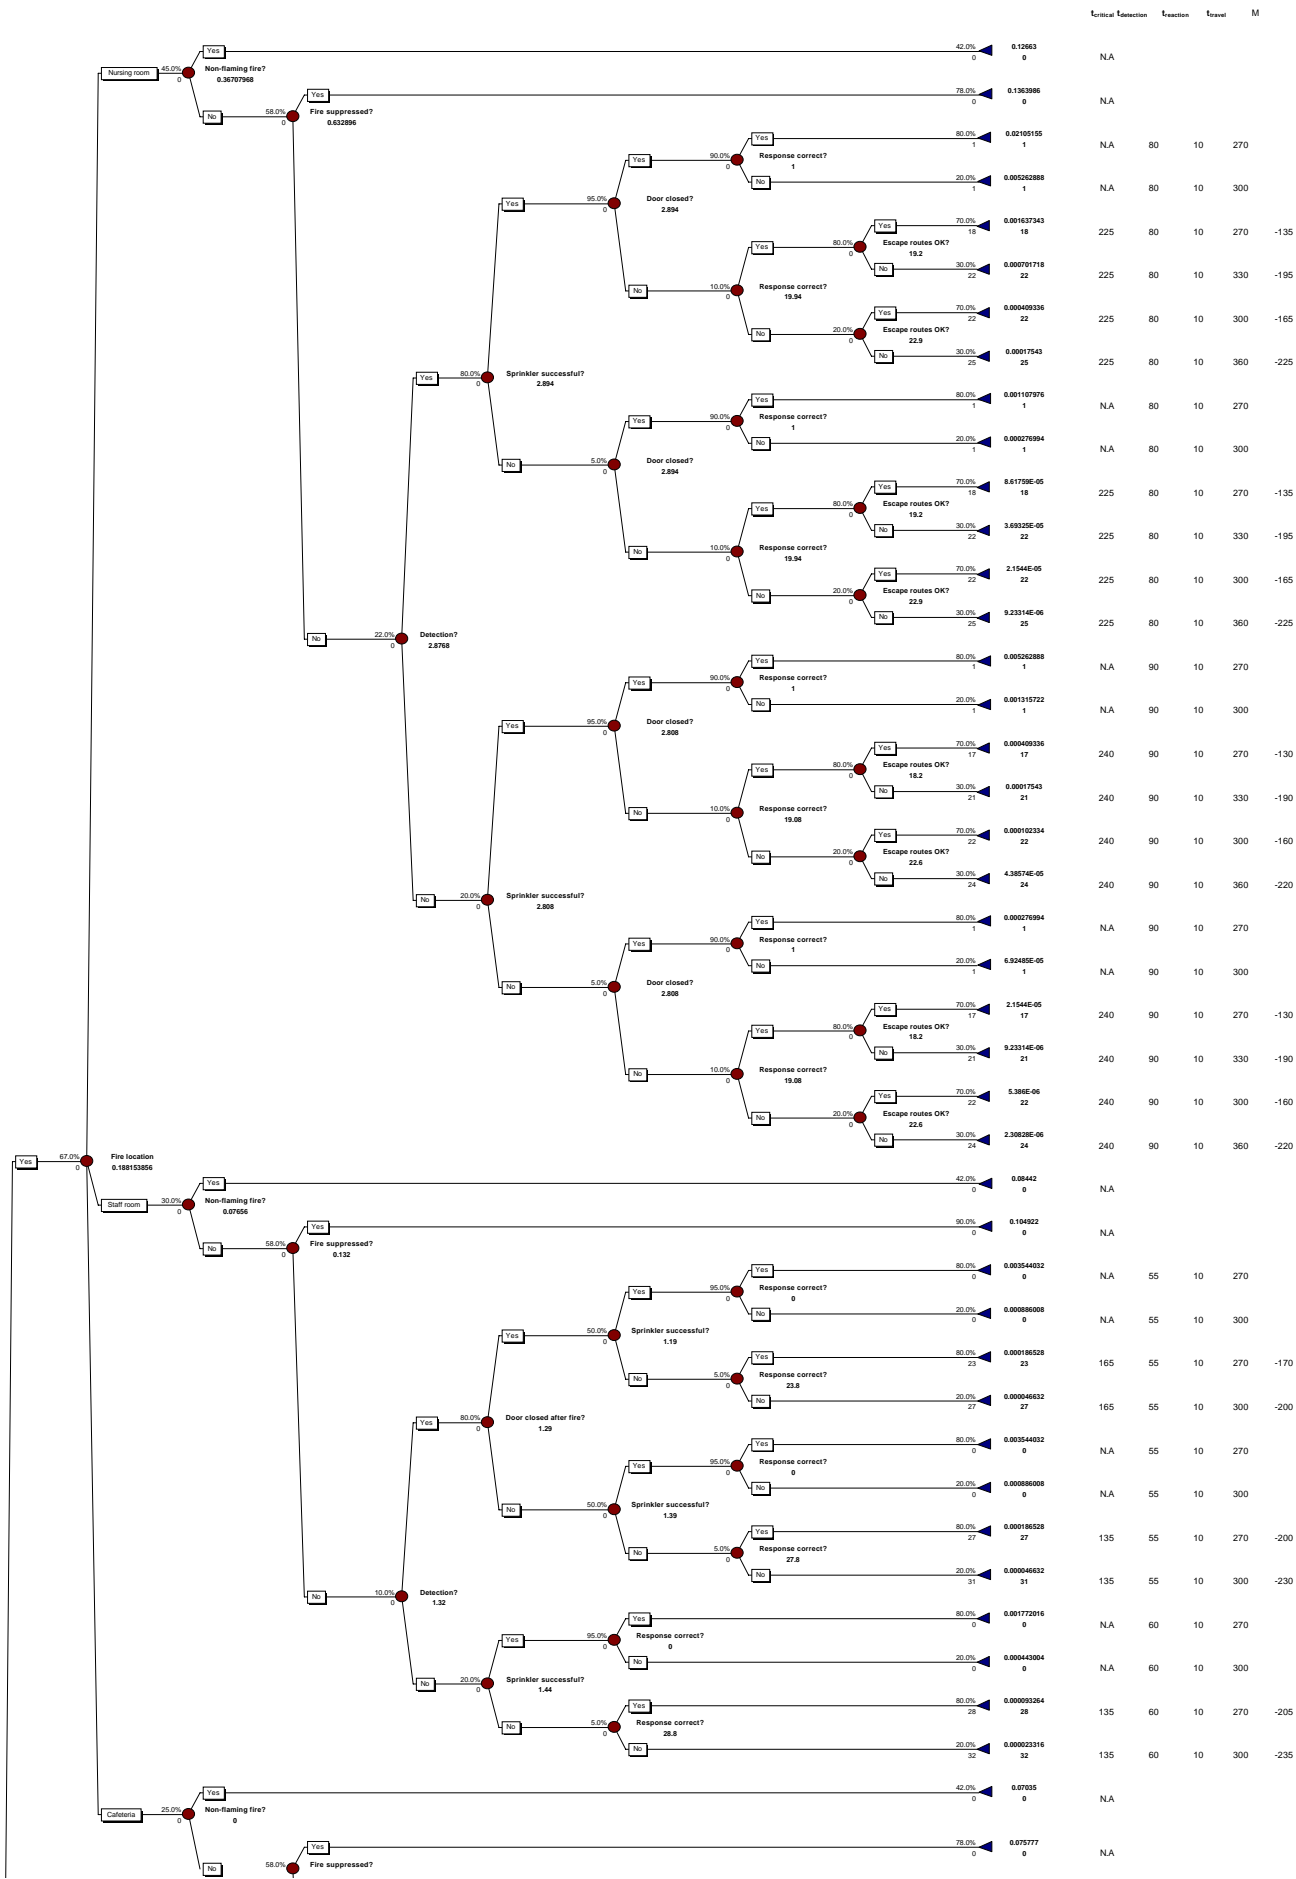 t_critical t_detection t_reaction t_travel M
Yes 42.0% 0.12663
Nursing room 45.0% Non-flaming fire? 0 0 N.A
0 0.36707968
Yes 78.0% 0.1363986
No 58.0% Fire suppressed? 0 0 N.A
0 0.632896
Yes 80.0% 0.02105155
1 1 N.A 80 10 270
Yes 90.0% Response correct?
0 1
No 20.0% 0.005262888
1 1 N.A 80 10 300
Yes 95.0% Door closed?
0 2.894
Yes 70.0% 0.001637343
18 18 225 80 10 270 -135
Yes 80.0% Escape routes OK?
0 19.2
No 30.0% 0.000701718
22 22 225 80 10 330 -195
No 10.0% Response correct?
0 19.94
Yes 70.0% 0.000409336
22 22 225 80 10 300 -165
No 20.0% Escape routes OK?
0 22.9
No 30.0% 0.00017543
25 25 225 80 10 360 -225
Yes 80.0% Sprinkler successful?
0 2.894
Yes 80.0% 0.001107976
1 1 N.A 80 10 270
Yes 90.0% Response correct?
0 1
No 20.0% 0.000276994
1 1 N.A 80 10 300
No 5.0% Door closed?
0 2.894
Yes 70.0% 8.61759E-05
18 18 225 80 10 270 -135
Yes 80.0% Escape routes OK?
0 19.2
No 30.0% 3.69325E-05
22 22 225 80 10 330 -195
No 10.0% Response correct?
0 19.94
Yes 70.0% 2.1544E-05
22 22 225 80 10 300 -165
No 20.0% Escape routes OK?
0 22.9
No 30.0% 9.23314E-06
25 25 225 80 10 360 -225
No 22.0% Detection?
0 2.8768
Yes 80.0% 0.005262888
1 1 N.A 90 10 270
Yes 90.0% Response correct?
0 1
No 20.0% 0.001315722
1 1 N.A 90 10 300
Yes 95.0% Door closed?
0 2.808
Yes 70.0% 0.000409336
17 17 240 90 10 270 -130
Yes 80.0% Escape routes OK?
0 18.2
No 30.0% 0.00017543
21 21 240 90 10 330 -190
No 10.0% Response correct?
0 19.08
Yes 70.0% 0.000102334
22 22 240 90 10 300 -160
No 20.0% Escape routes OK?
0 22.6
No 30.0% 4.38574E-05
24 24 240 90 10 360 -220
No 20.0% Sprinkler successful?
0 2.808
Yes 80.0% 0.000276994
1 1 N.A 90 10 270
Yes 90.0% Response correct?
0 1
No 20.0% 6.92485E-05
1 1 N.A 90 10 300
No 5.0% Door closed?
0 2.808
Yes 70.0% 2.1544E-05
17 17 240 90 10 270 -130
Yes 80.0% Escape routes OK?
0 18.2
No 30.0% 9.23314E-06
21 21 240 90 10 330 -190
No 10.0% Response correct?
0 19.08
Yes 70.0% 5.386E-06
22 22 240 90 10 300 -160
No 20.0% Escape routes OK?
0 22.6
No 30.0% 2.30828E-06
24 24 240 90 10 360 -220
Yes 67.0% Fire location
0 0.188153856
Yes 42.0% 0.08442
0 0 N.A
Staff room 30.0% Non-flaming fire?
0 0.07656
Yes 90.0% 0.104922
0 0 N.A
No 58.0% Fire suppressed?
0 0.132
Yes 80.0% 0.003544032
0 0 N.A 55 10 270
Yes 95.0% Response correct?
0 0
No 20.0% 0.000886008
0 0 N.A 55 10 300
Yes 50.0% Sprinkler successful?
0 1.19
Yes 80.0% 0.000186528
23 23 165 55 10 270 -170
No 5.0% Response correct?
0 23.8
No 20.0% 0.000046632
27 27 165 55 10 300 -200
Yes 80.0% Door closed after fire?
0 1.29
Yes 80.0% 0.003544032
0 0 N.A 55 10 270
Yes 95.0% Response correct?
0 0
No 20.0% 0.000886008
0 0 N.A 55 10 300
No 50.0% Sprinkler successful?
0 1.39
Yes 80.0% 0.000186528
27 27 135 55 10 270 -200
No 5.0% Response correct?
0 27.8
No 20.0% 0.000046632
31 31 135 55 10 300 -230
No 10.0% Detection?
0 1.32
Yes 80.0% 0.001772016
0 0 N.A 60 10 270
Yes 95.0% Response correct?
0 0
No 20.0% 0.000443004
0 0 N.A 60 10 300
No 20.0% Sprinkler successful?
0 1.44
Yes 80.0% 0.000093264
28 28 135 60 10 270 -205
No 5.0% Response correct?
0 28.8
No 20.0% 0.000023316
32 32 135 60 10 300 -235
Yes 42.0% 0.07035
0 0 N.A
Cafeteria 25.0% Non-flaming fire?
0 0
Yes 78.0% 0.075777
0 0 N.A
No 58.0% Fire suppressed?